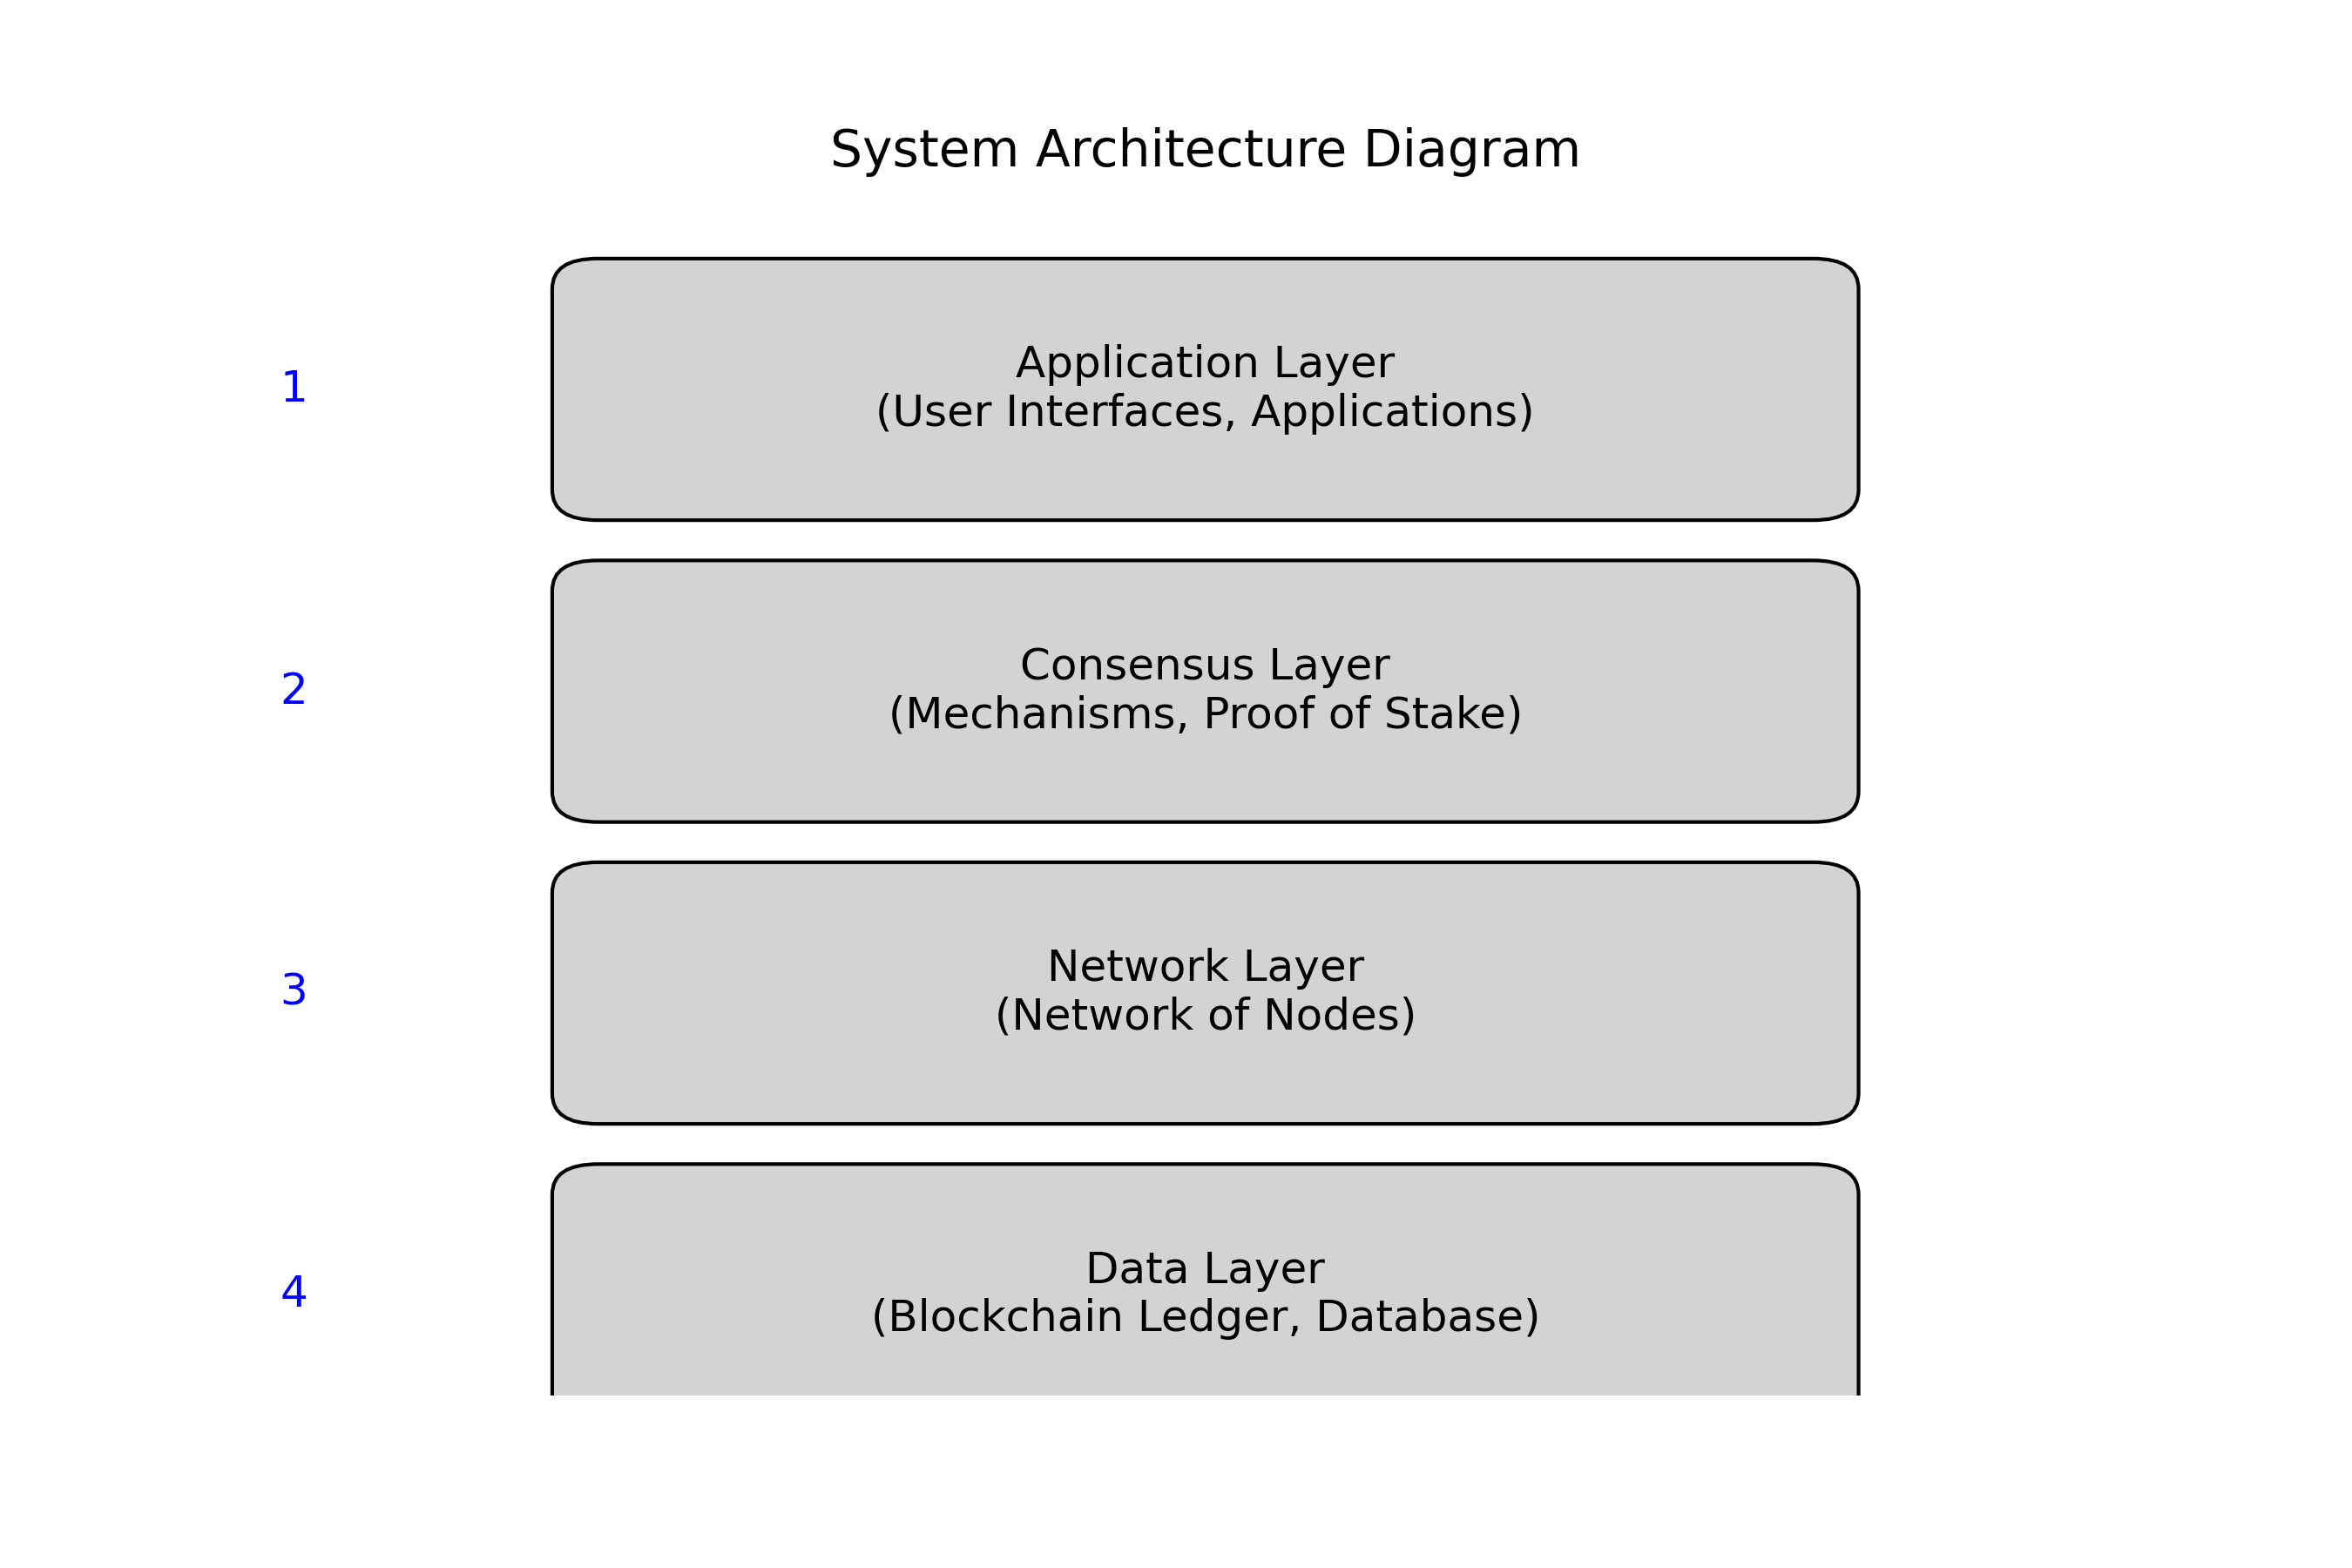 System Architecture Diagram
1
Application Layer
(User Interfaces, Applications)
2
Consensus Layer
(Mechanisms, Proof of Stake)
3
Network Layer
(Network of Nodes)
4
Data Layer
(Blockchain Ledger, Database)